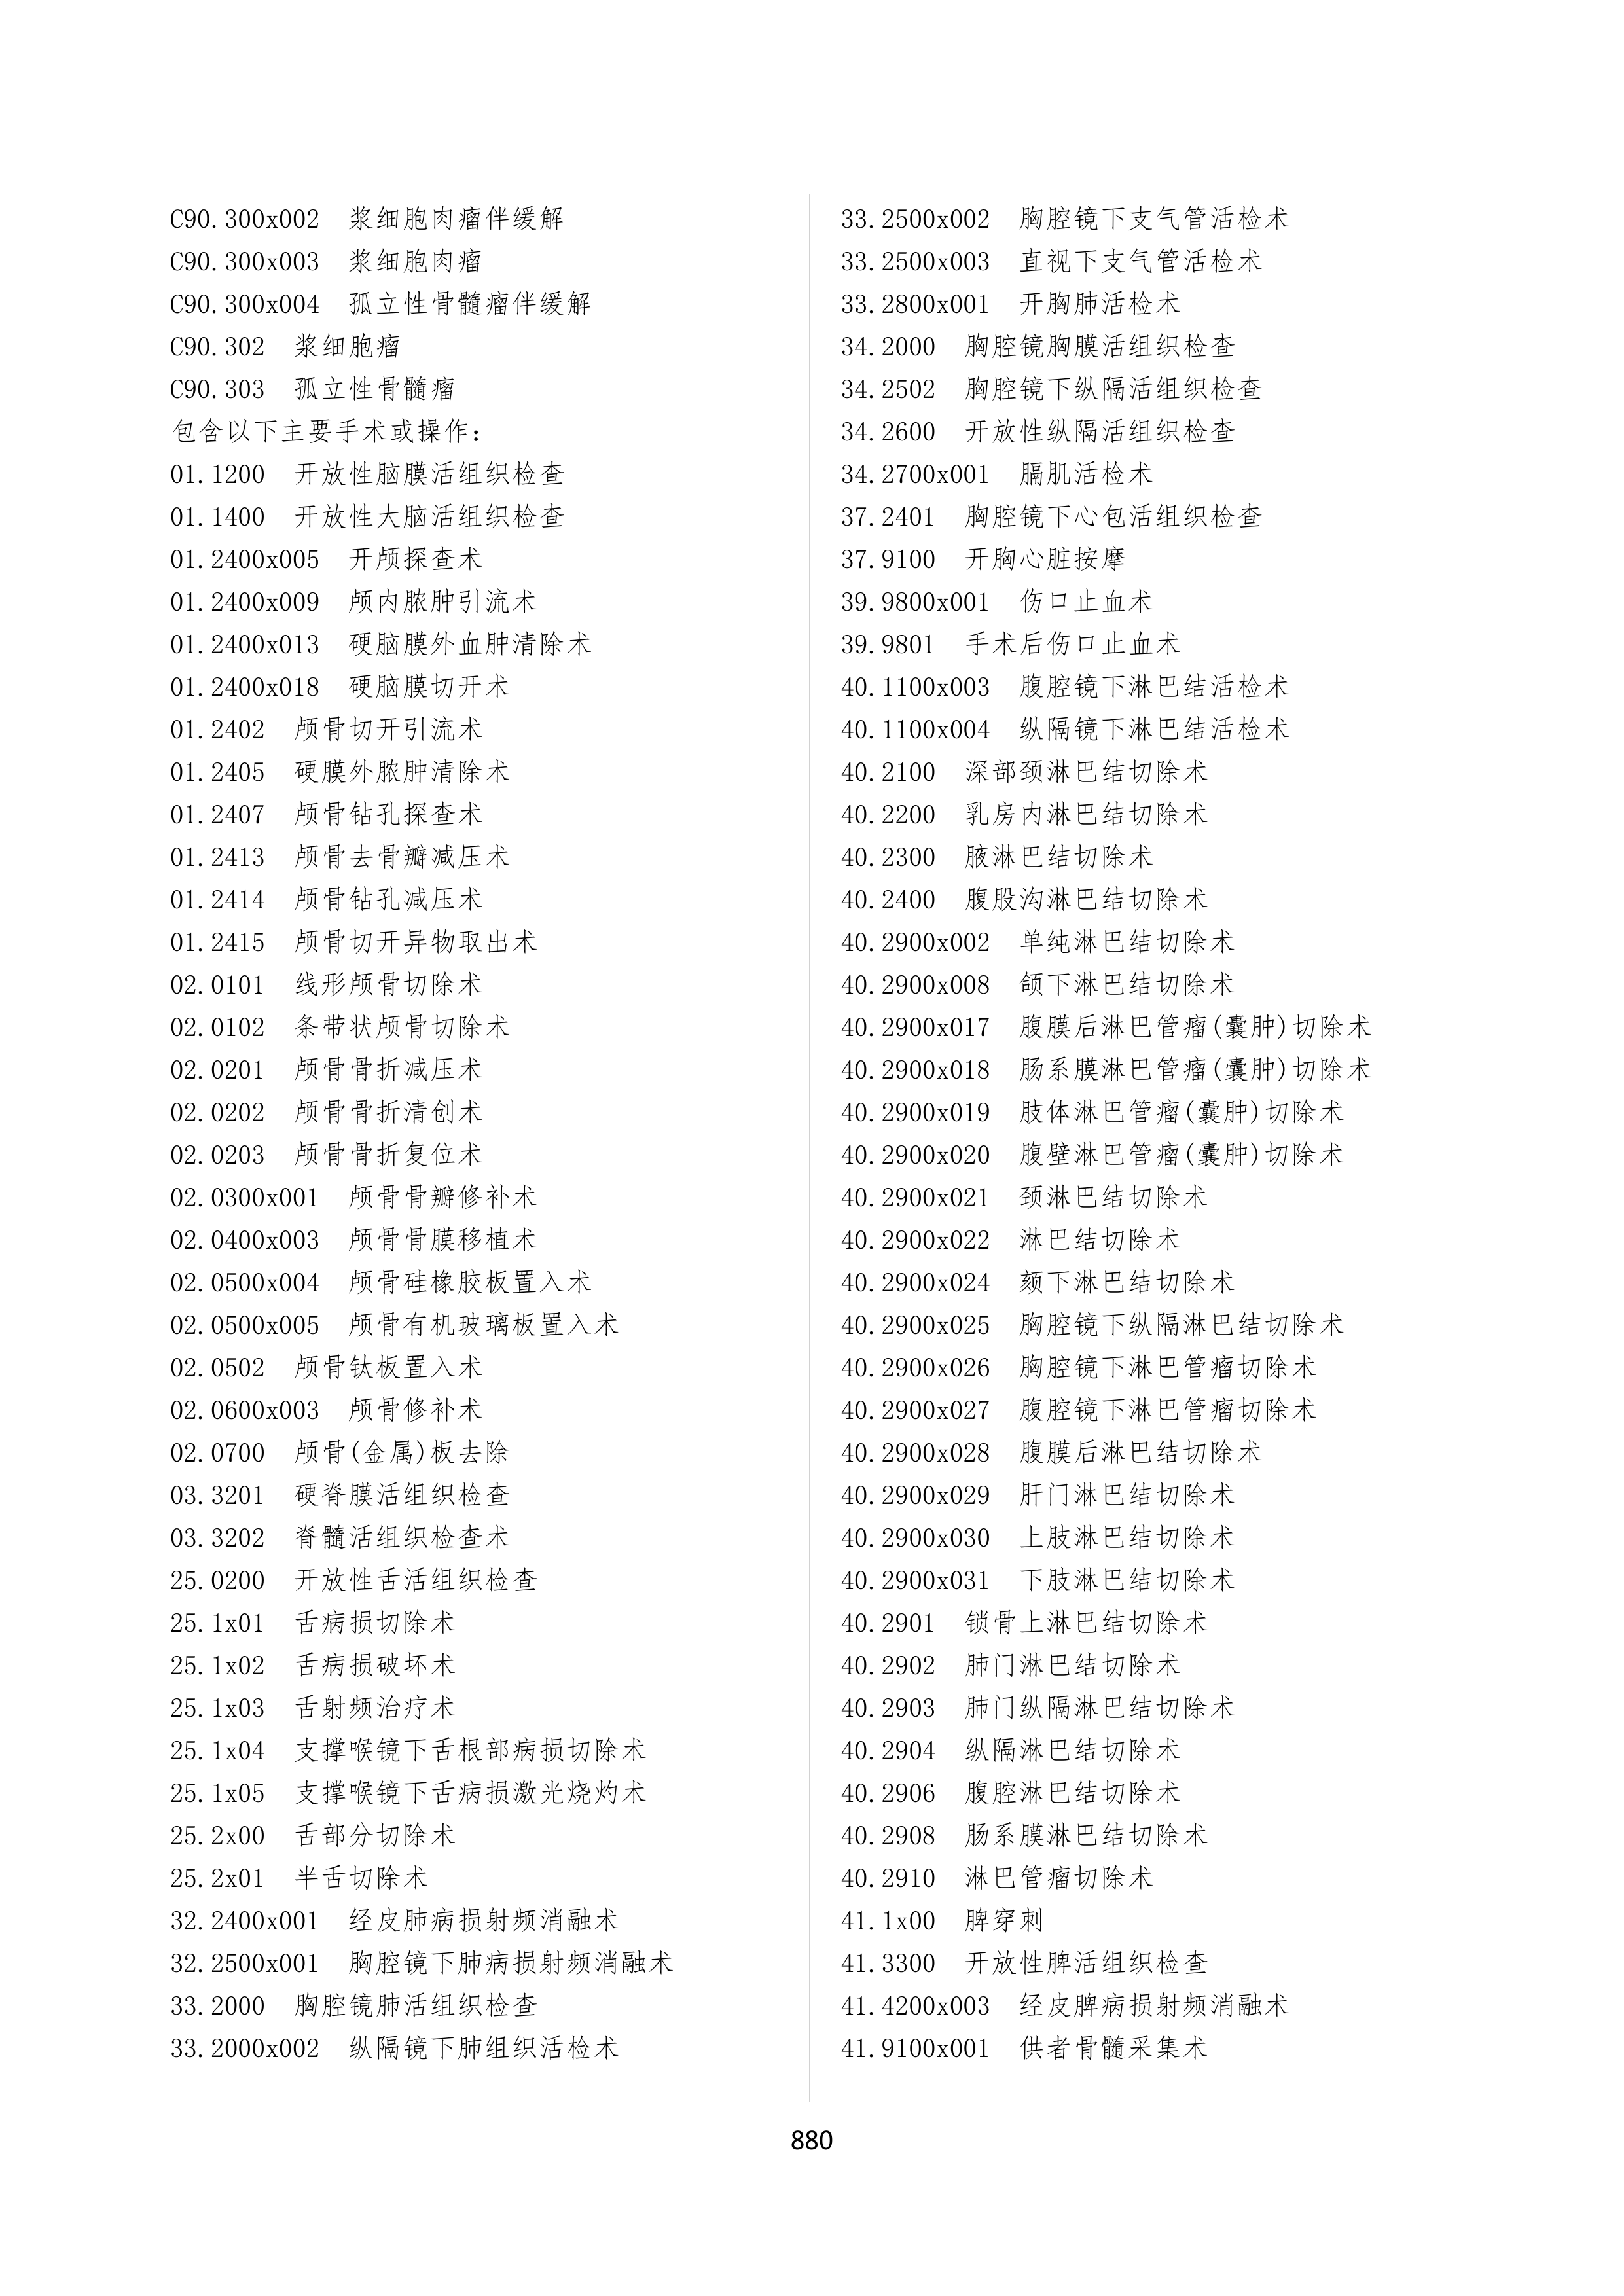 C90.300x002  浆细胞肉瘤伴缓解
C90.300x003  浆细胞肉瘤
C90.300x004  孤立性骨髓瘤伴缓解
C90.302  浆细胞瘤
C90.303  孤立性骨髓瘤
包含以下主要手术或操作:
01.1200  开放性脑膜活组织检查
01.1400  开放性大脑活组织检查
01.2400x005  开颅探查术
01.2400x009  颅内脓肿引流术
01.2400x013  硬脑膜外血肿清除术
01.2400x018  硬脑膜切开术
01.2402  颅骨切开引流术
01.2405  硬膜外脓肿清除术
01.2407  颅骨钻孔探查术
01.2413  颅骨去骨瓣减压术
01.2414  颅骨钻孔减压术
01.2415  颅骨切开异物取出术
02.0101  线形颅骨切除术
02.0102  条带状颅骨切除术
02.0201  颅骨骨折减压术
02.0202  颅骨骨折清创术
02.0203  颅骨骨折复位术
02.0300x001  颅骨骨瓣修补术
02.0400x003  颅骨骨膜移植术
02.0500x004  颅骨硅橡胶板置入术
02.0500x005  颅骨有机玻璃板置入术
02.0502  颅骨钛板置入术
02.0600x003  颅骨修补术
02.0700  颅骨(金属)板去除
03.3201  硬脊膜活组织检查
03.3202  脊髓活组织检查术
25.0200  开放性舌活组织检查
25.1x01  舌病损切除术
25.1x02  舌病损破坏术
25.1x03  舌射频治疗术
25.1x04  支撑喉镜下舌根部病损切除术
25.1x05  支撑喉镜下舌病损激光烧灼术
25.2x00  舌部分切除术
25.2x01  半舌切除术
32.2400x001  经皮肺病损射频消融术
32.2500x001  胸腔镜下肺病损射频消融术
33.2000  胸腔镜肺活组织检查
33.2000x002  纵隔镜下肺组织活检术
33.2500x002  胸腔镜下支气管活检术
33.2500x003  直视下支气管活检术
33.2800x001  开胸肺活检术
34.2000  胸腔镜胸膜活组织检查
34.2502  胸腔镜下纵隔活组织检查
34.2600  开放性纵隔活组织检查
34.2700x001  膈肌活检术
37.2401  胸腔镜下心包活组织检查
37.9100  开胸心脏按摩
39.9800x001  伤口止血术
39.9801  手术后伤口止血术
40.1100x003  腹腔镜下淋巴结活检术
40.1100x004  纵隔镜下淋巴结活检术
40.2100  深部颈淋巴结切除术
40.2200  乳房内淋巴结切除术
40.2300  腋淋巴结切除术
40.2400  腹股沟淋巴结切除术
40.2900x002  单纯淋巴结切除术
40.2900x008  颌下淋巴结切除术
40.2900x017  腹膜后淋巴管瘤(囊肿)切除术
40.2900x018  肠系膜淋巴管瘤(囊肿)切除术
40.2900x019  肢体淋巴管瘤(囊肿)切除术
40.2900x020  腹壁淋巴管瘤(囊肿)切除术
40.2900x021  颈淋巴结切除术
40.2900x022  淋巴结切除术
40.2900x024  颏下淋巴结切除术
40.2900x025  胸腔镜下纵隔淋巴结切除术
40.2900x026  胸腔镜下淋巴管瘤切除术
40.2900x027  腹腔镜下淋巴管瘤切除术
40.2900x028  腹膜后淋巴结切除术
40.2900x029  肝门淋巴结切除术
40.2900x030  上肢淋巴结切除术
40.2900x031  下肢淋巴结切除术
40.2901  锁骨上淋巴结切除术
40.2902  肺门淋巴结切除术
40.2903  肺门纵隔淋巴结切除术
40.2904  纵隔淋巴结切除术
40.2906  腹腔淋巴结切除术
40.2908  肠系膜淋巴结切除术
40.2910  淋巴管瘤切除术
41.1x00  脾穿刺
41.3300  开放性脾活组织检查
41.4200x003  经皮脾病损射频消融术
41.9100x001  供者骨髓采集术
880